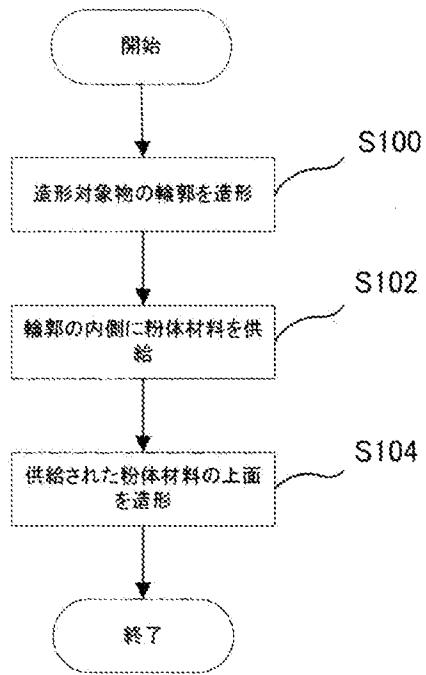 開始
S100
造形対象物の輪郭を造形
S102
輪郭の内側に粉体材料を供
給
S104
供給された粉体材料の上面
を造形
終了